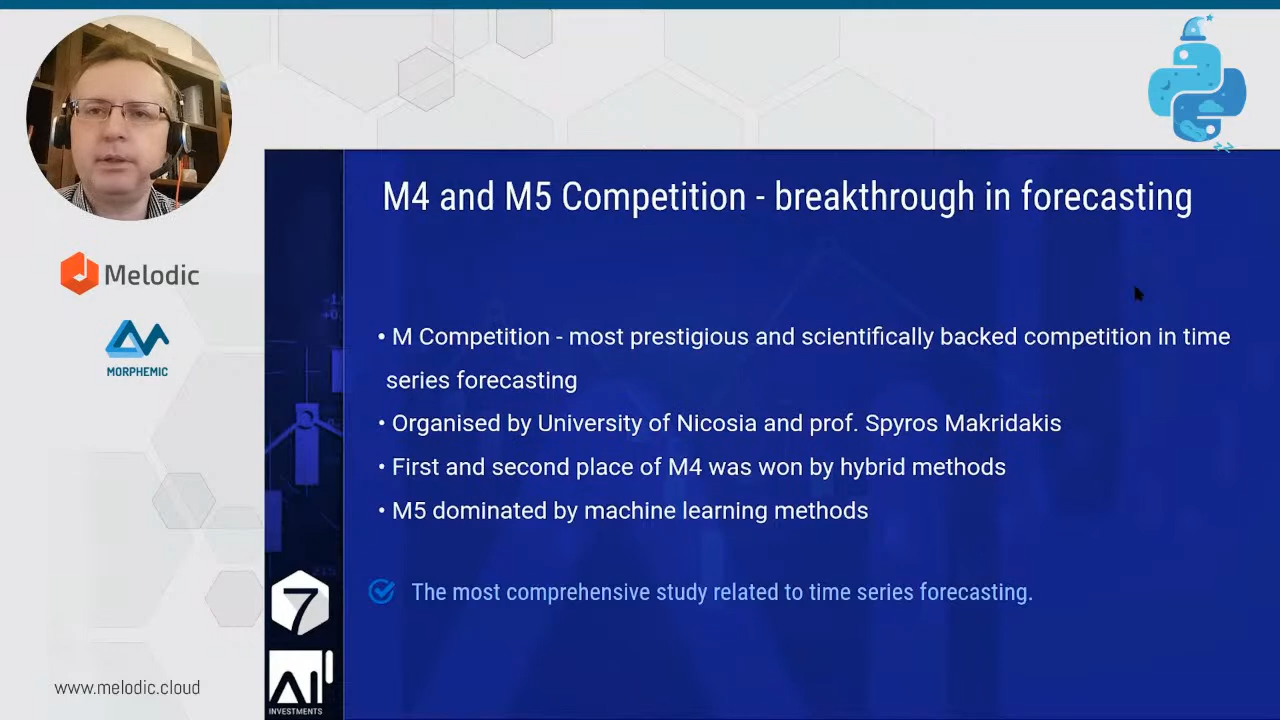 M4 and M5 Competition - breakthrough in forecasting
• M Competition - most prestigious and scientifically backed competition in time
series forecasting
• Organised by University of Nicosia and prof. Spyros Makridakis
• First and second place of M4 was won by hybrid methods
• M5 dominated by machine learning methods
The most comprehensive study related to time series forecasting.
Melodic
MORPHEMIC
www.melodic.cloud
7
AI
INVESTMENTS
zz